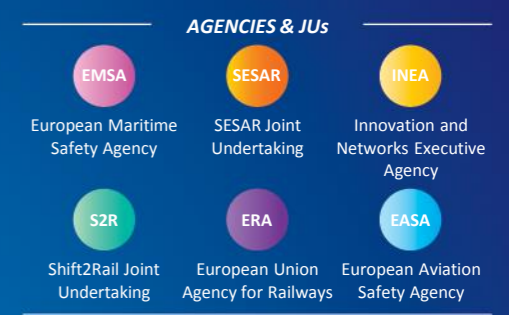 AGENCIES & JUs
EMSA
European Maritime
Safety Agency
SESAR
SESAR Joint
Undertaking
INEA
Innovation and
Networks Executive
Agency
S2R
Shift2Rail Joint
Undertaking
ERA
European Union
Agency for Railways
EASA
European Aviation
Safety Agency